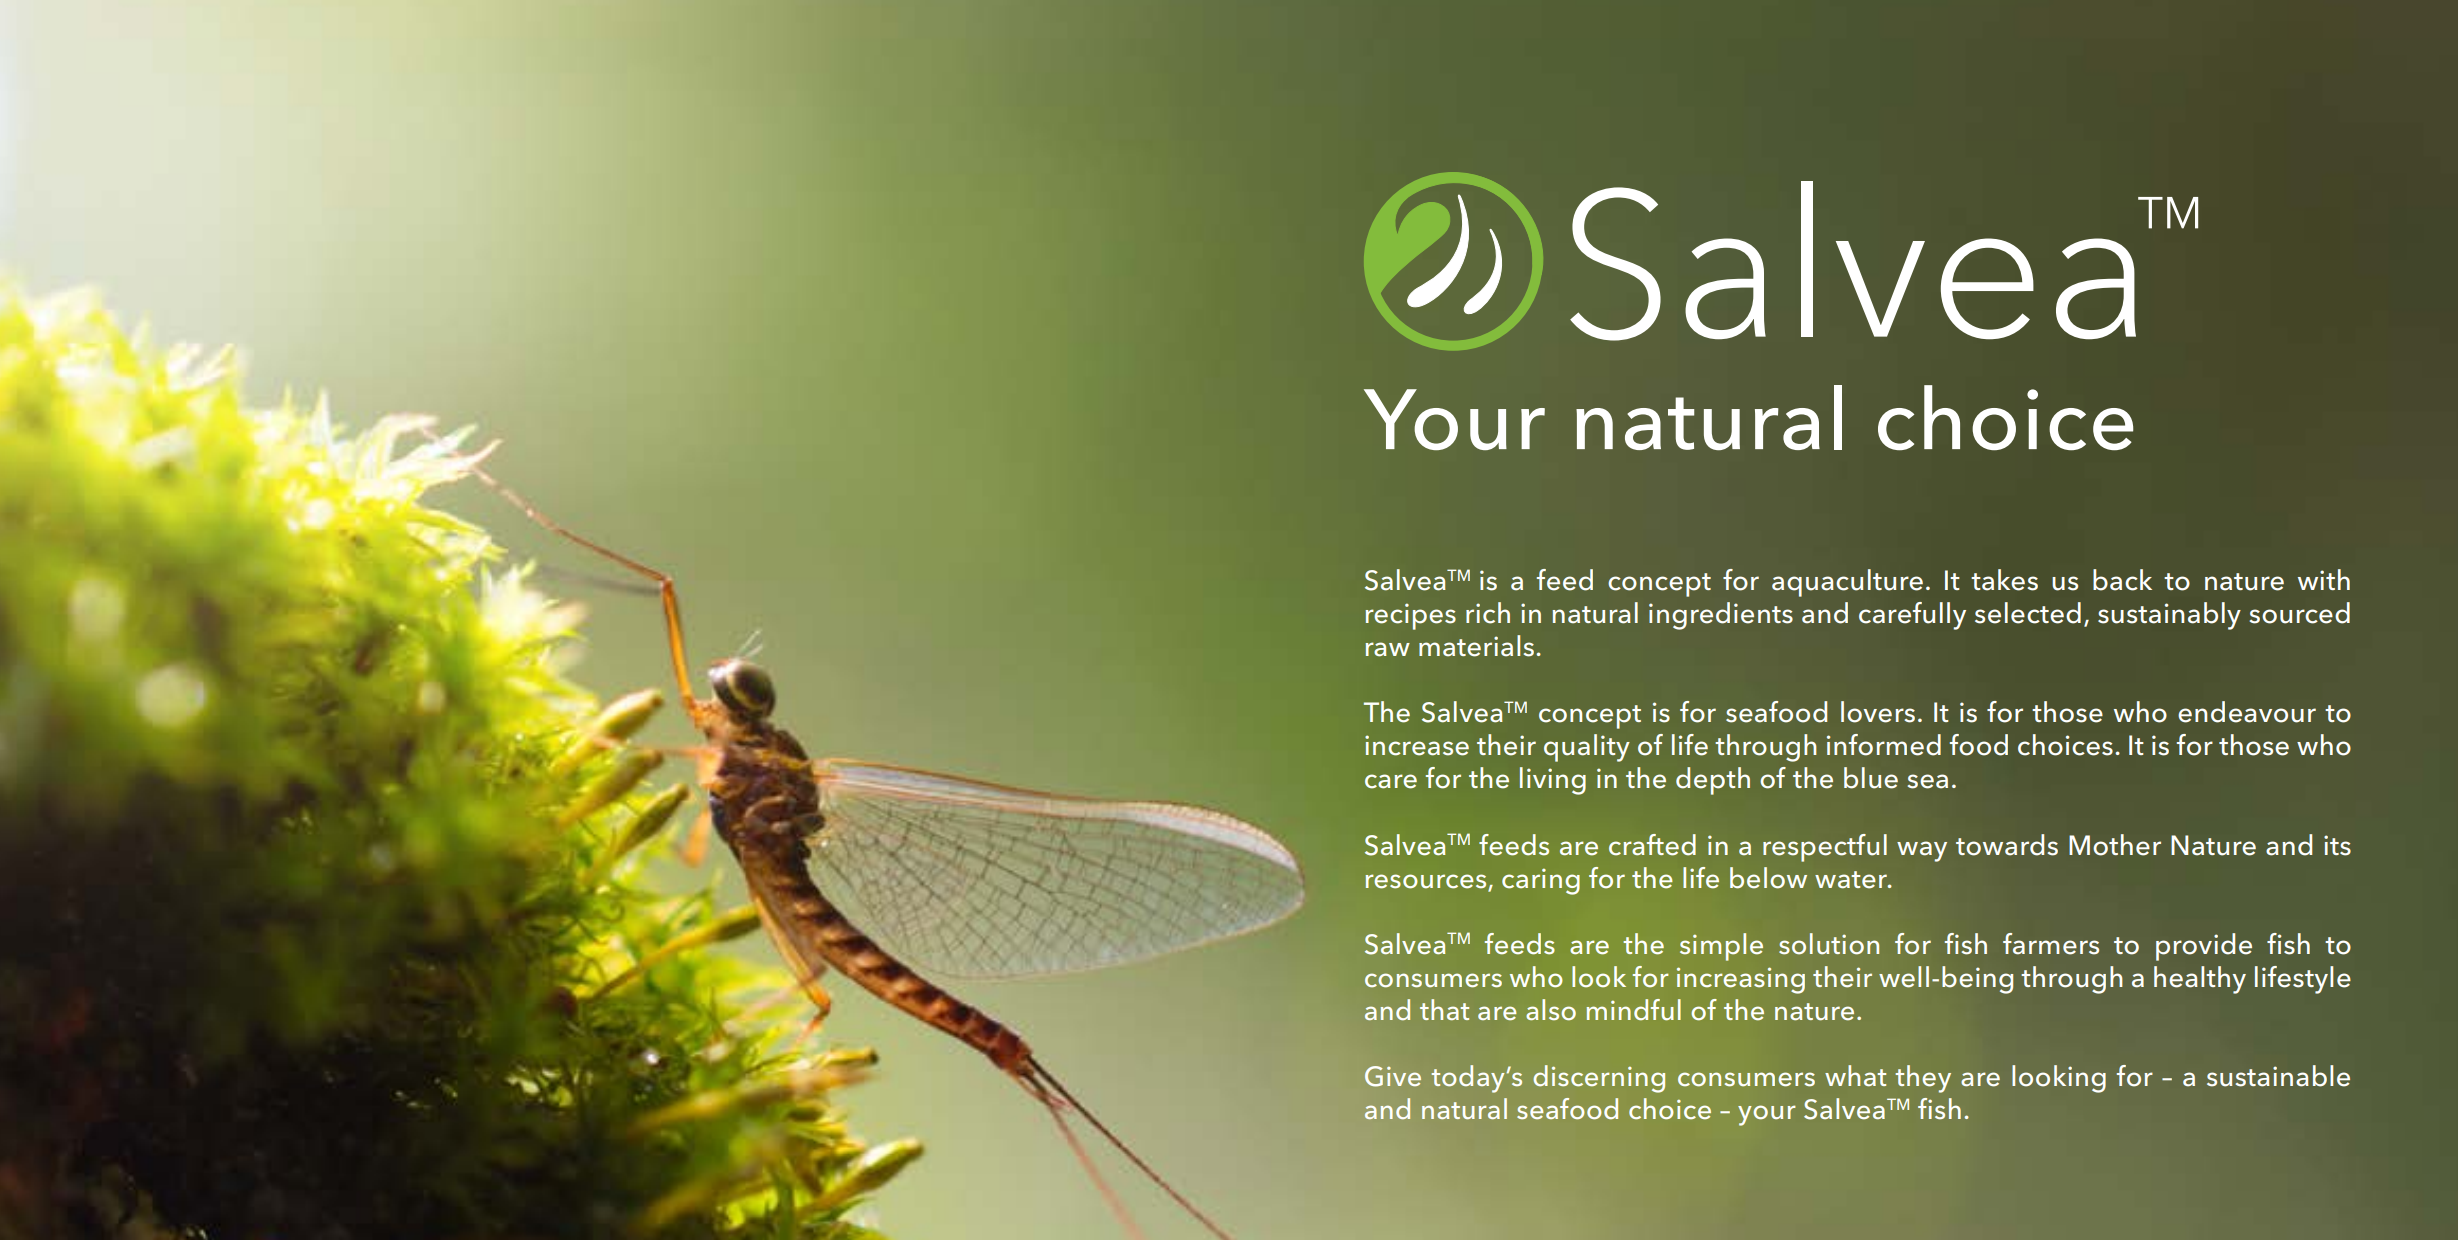 Salvea™
Your natural choice
Salvea™ is a feed concept for aquaculture. It takes us back to nature with
recipes rich in natural ingredients and carefully selected, sustainably sourced
raw materials.
The Salvea™ concept is for seafood lovers. It is for those who endeavour to
increase their quality of life through informed food choices. It is for those who
care for the living in the depth of the blue sea.
Salvea™ feeds are crafted in a respectful way towards Mother Nature and its
resources, caring for the life below water.
Salvea™ feeds are the simple solution for fish farmers to provide fish to
consumers who look for increasing their well-being through a healthy lifestyle
and that are also mindful of the nature.
Give today’s discerning consumers what they are looking for – a sustainable
and natural seafood choice – your Salvea™ fish.